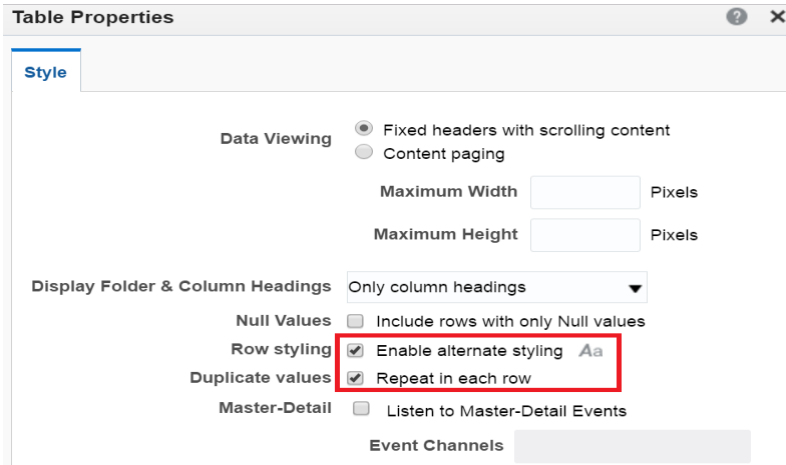 Table Properties ? ×
Style
Data Viewing Fixed headers with scrolling content
Content paging
Maximum Width Pixels
Maximum Height Pixels
Display Folder & Column Headings Only column headings
Null Values Include rows with only Null values
Row styling Enable alternate styling Aa
Duplicate values Repeat in each row
Master-Detail Listen to Master-Detail Events
Event Channels